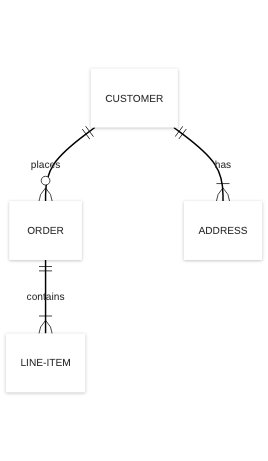 CUSTOMER
places
has
ORDER
ADDRESS
contains
LINE-ITEM